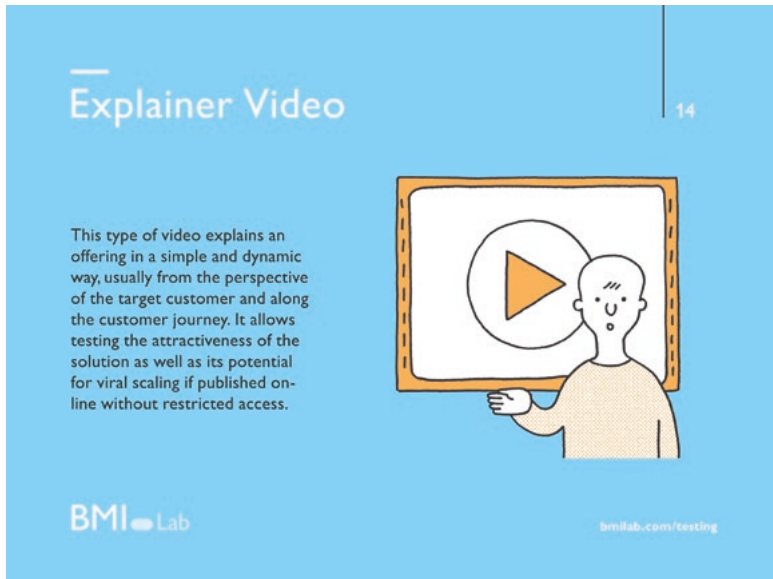 Explainer Video
14
This type of video explains an
offering in a simple and dynamic
way, usually from the perspective
of the target customer and along
the customer journey. It allows
testing the attractiveness of the
solution as well as its potential
for viral scaling if published on-
line without restricted access.
BMI Lab
bmilab.com/testing